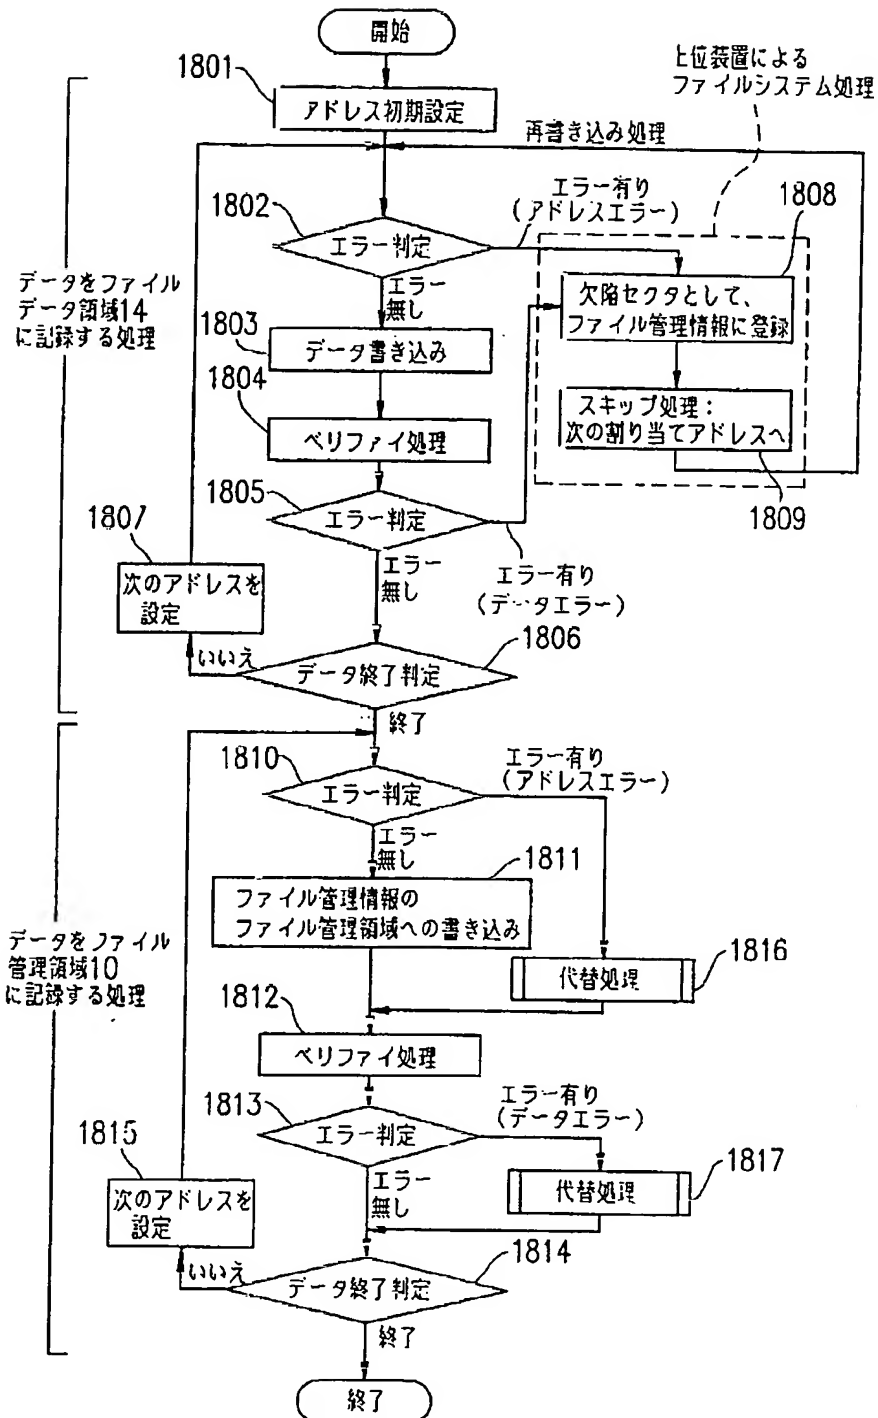 開始
1801
アドレス初期設定
上位装置による
ファイルシステム処理
再書き込み処理
1802
エラー判定
エラー有り
(アドレスエラー)
1808
欠陥セクタとして、
ファイル管理情報に登録
エラー
無し
データをファイル
データ領域14
に記録する処理
1803
データ書き込み
1804
ベリファイ処理
スキップ処理:
次の割り当てアドレスへ
1809
1805
エラー判定
エラー有り
(データエラー)
エラー
無し
1807
次のアドレスを
設定
いいえ
1806
データ終了判定
終了
1810
エラー判定
エラー有り
(アドレスエラー)
エラー
無し
1811
ファイル管理情報の
ファイル管理領域への書き込み
データをファイル
管理領域10
に記録する処理
1816
代替処理
1812
ベリファイ処理
1813
エラー判定
エラー有り
(データエラー)
エラー
無し
1817
代替処理
1815
次のアドレスを
設定
いいえ
1814
データ終了判定
終了
終了